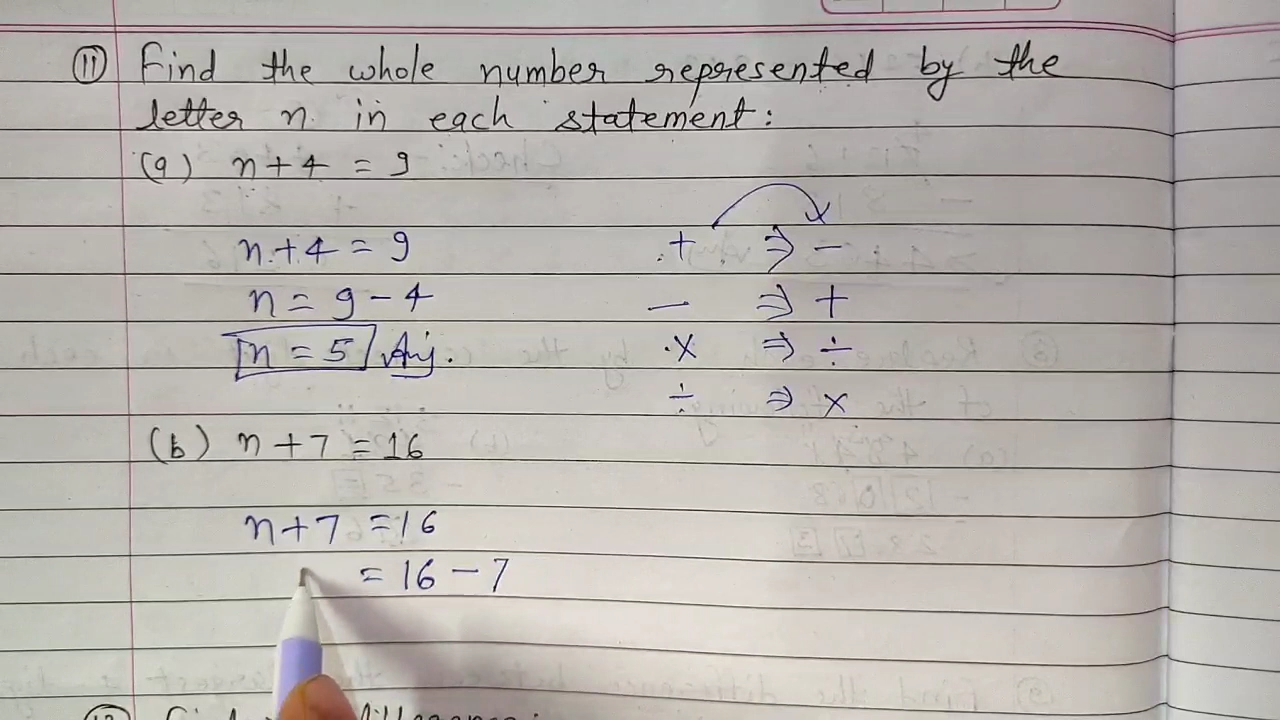 (11) Find the whole number represented by the
letter n in each statement:
(a) n + 4 = 9
n + 4 = 9
n = 9 - 4
n = 5 Ans.
+ ⇒ -
- ⇒ +
× ⇒ ÷
÷ ⇒ ×
(b) n + 7 = 16
n + 7 = 16
= 16 - 7